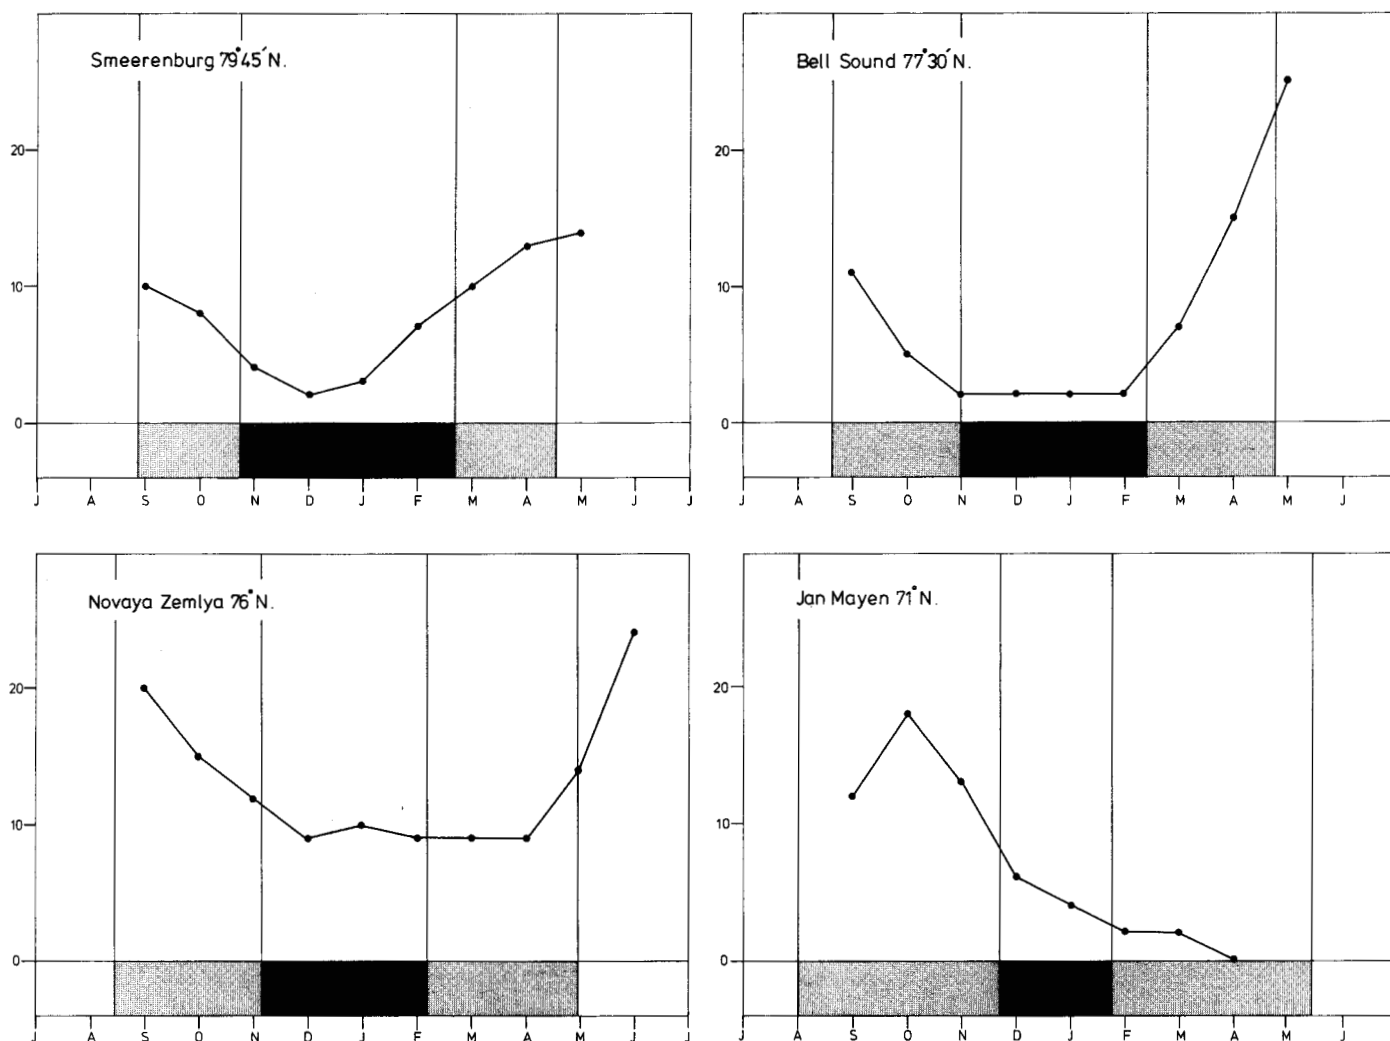 Smeerenburg 79°45´N.
20
10
0
J A S O N D J F M A M J J
Bell Sound 77°30´N.
20
10
0
J A S O N D J F M A M J
Novaya Zemlya 76°N.
20
10
0
J A S O N D J F M A M J J
Jan Mayen 71°N.
20
10
0
J A S O N D J F M A M J